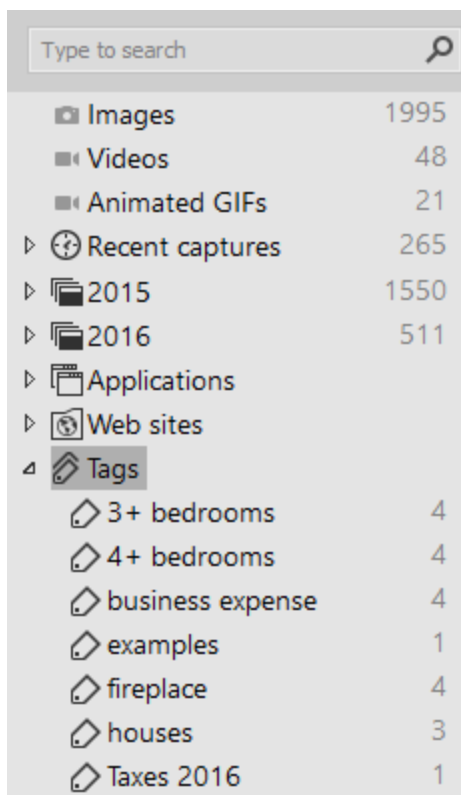 Type to search
Images 1995
Videos 48
Animated GIFs 21
Recent captures 265
2015 1550
2016 511
Applications
Web sites
Tags
3+ bedrooms 4
4+ bedrooms 4
business expense 4
examples 1
fireplace 4
houses 3
Taxes 2016 1